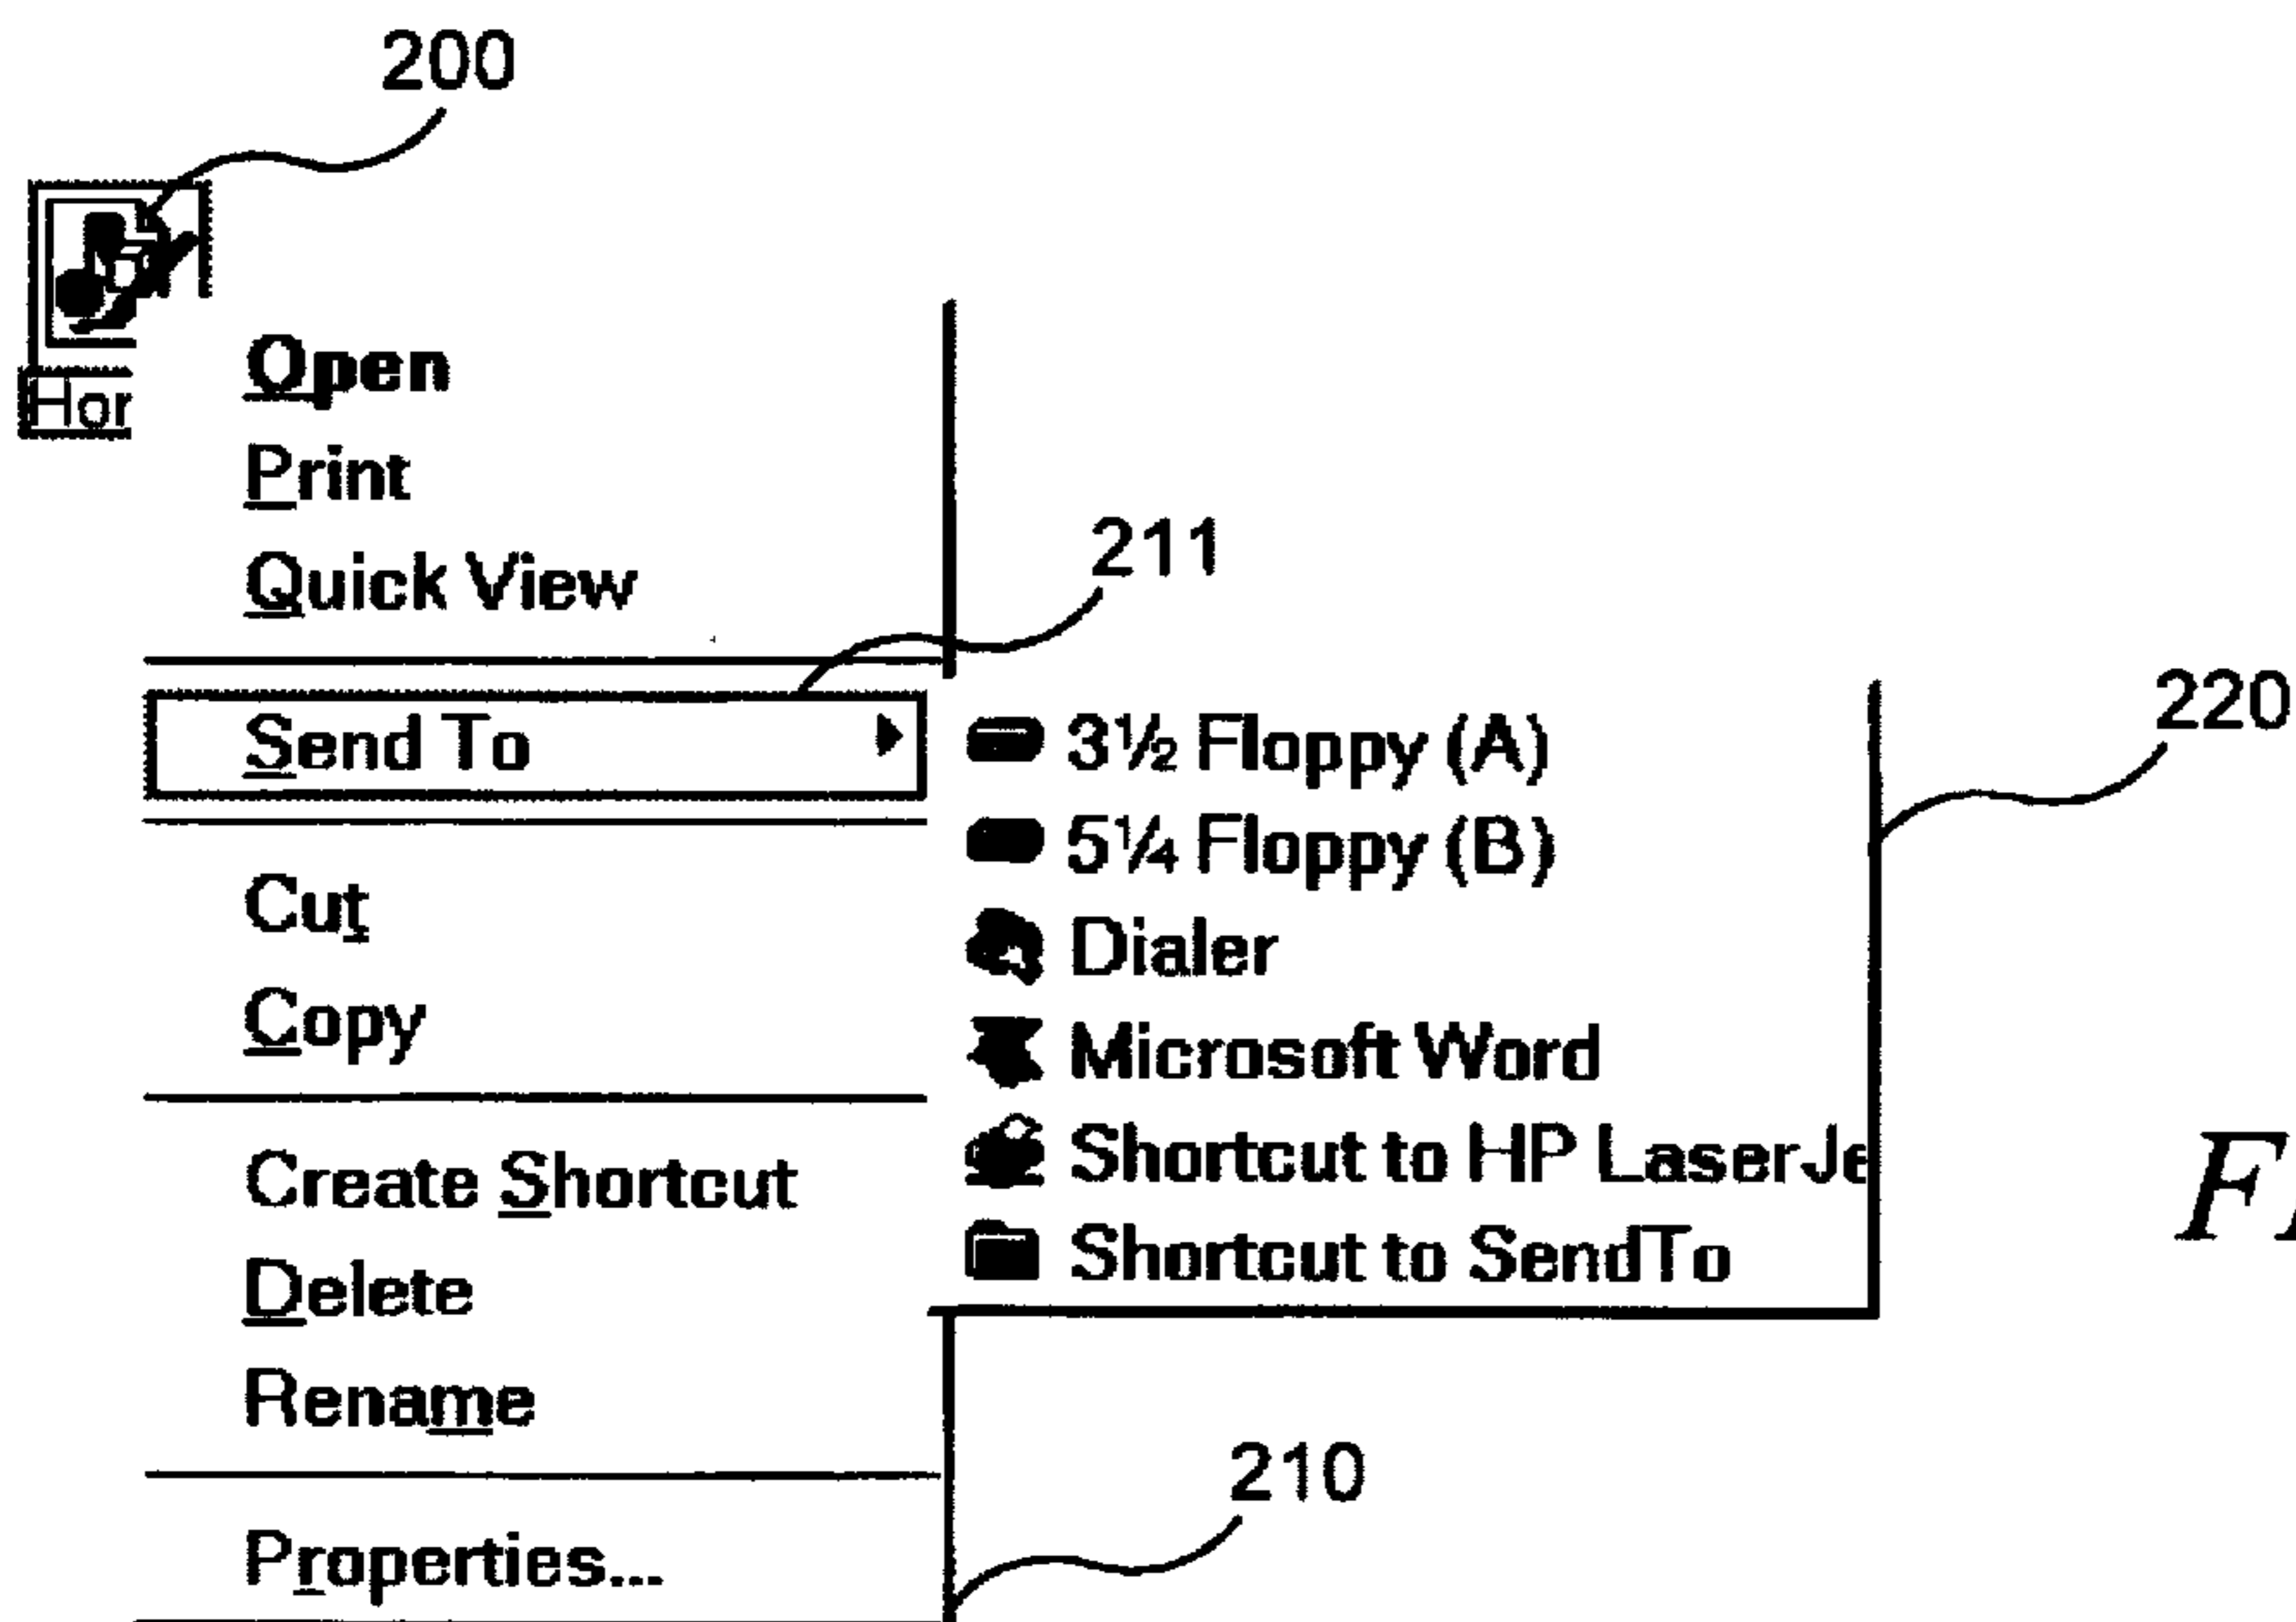 200
Hor
Open
Print
Quick View
211
Send To
220
3½ Floppy (A)
5¼ Floppy (B)
Dialer
Microsoft Word
Shortcut to HP LaserJe
Shortcut to SendTo
Cut
Copy
Create Shortcut
Delete
Rename
Properties...
210